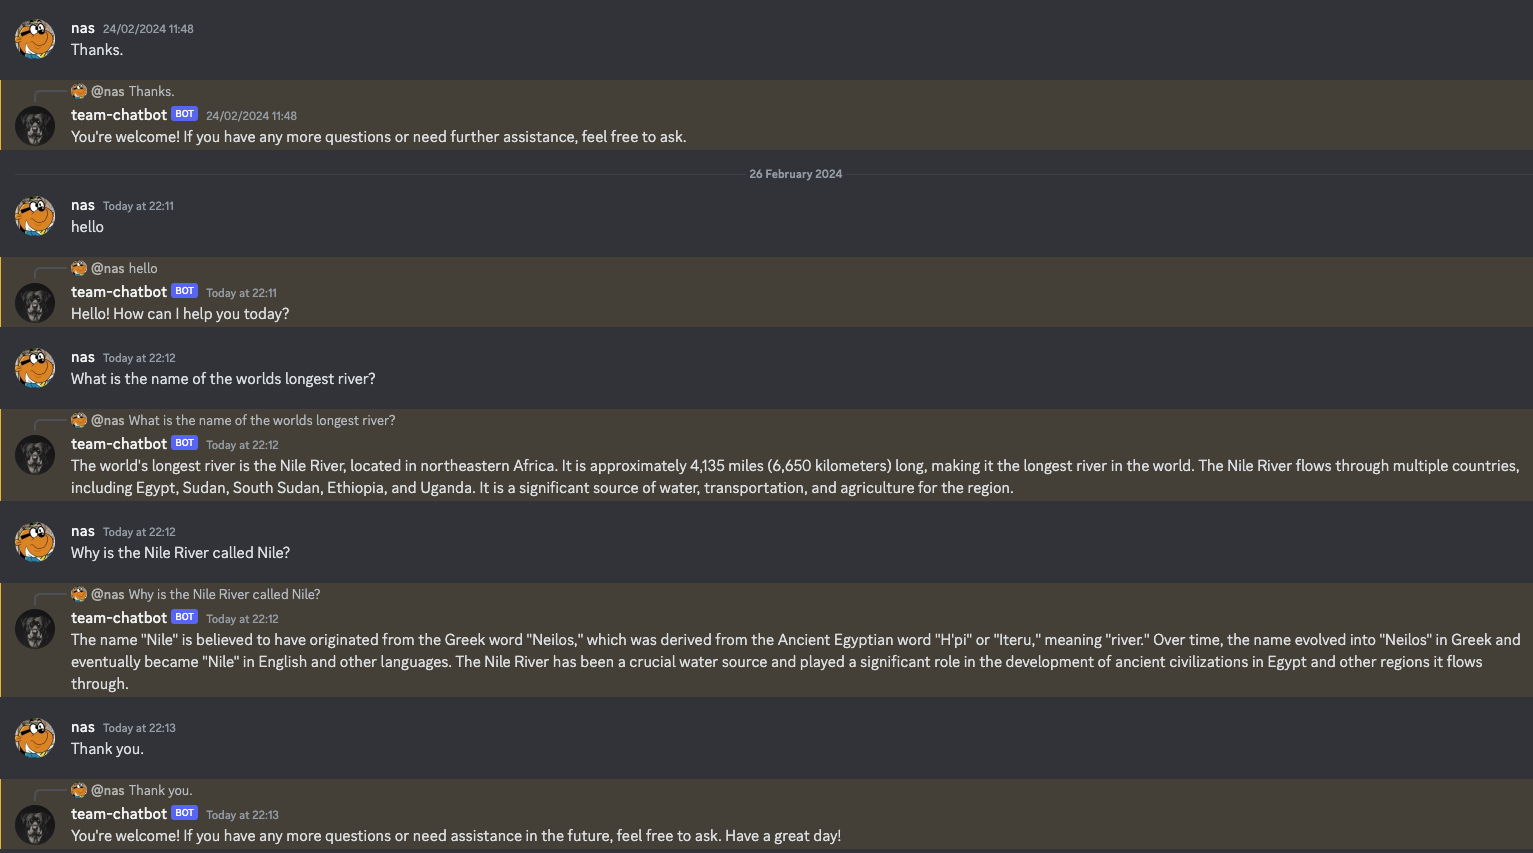 nas 24/02/2024 11:48
Thanks.
@nas Thanks.
team-chatbot BOT 24/02/2024 11:48
You're welcome! If you have any more questions or need further assistance, feel free to ask.
26 February 2024
nas Today at 22:11
hello
@nas hello
team-chatbot BOT Today at 22:11
Hello! How can I help you today?
nas Today at 22:12
What is the name of the worlds longest river?
@nas What is the name of the worlds longest river?
team-chatbot BOT Today at 22:12
The world's longest river is the Nile River, located in northeastern Africa. It is approximately 4,135 miles (6,650 kilometers) long, making it the longest river in the world. The Nile River flows through multiple countries,
including Egypt, Sudan, South Sudan, Ethiopia, and Uganda. It is a significant source of water, transportation, and agriculture for the region.
nas Today at 22:12
Why is the Nile River called Nile?
@nas Why is the Nile River called Nile?
team-chatbot BOT Today at 22:12
The name "Nile" is believed to have originated from the Greek word "Neilos," which was derived from the Ancient Egyptian word "H'pi" or "Iteru," meaning "river." Over time, the name evolved into "Neilos" in Greek and
eventually became "Nile" in English and other languages. The Nile River has been a crucial water source and played a significant role in the development of ancient civilizations in Egypt and other regions it flows
through.
nas Today at 22:13
Thank you.
@nas Thank you.
team-chatbot BOT Today at 22:13
You're welcome! If you have any more questions or need assistance in the future, feel free to ask. Have a great day!